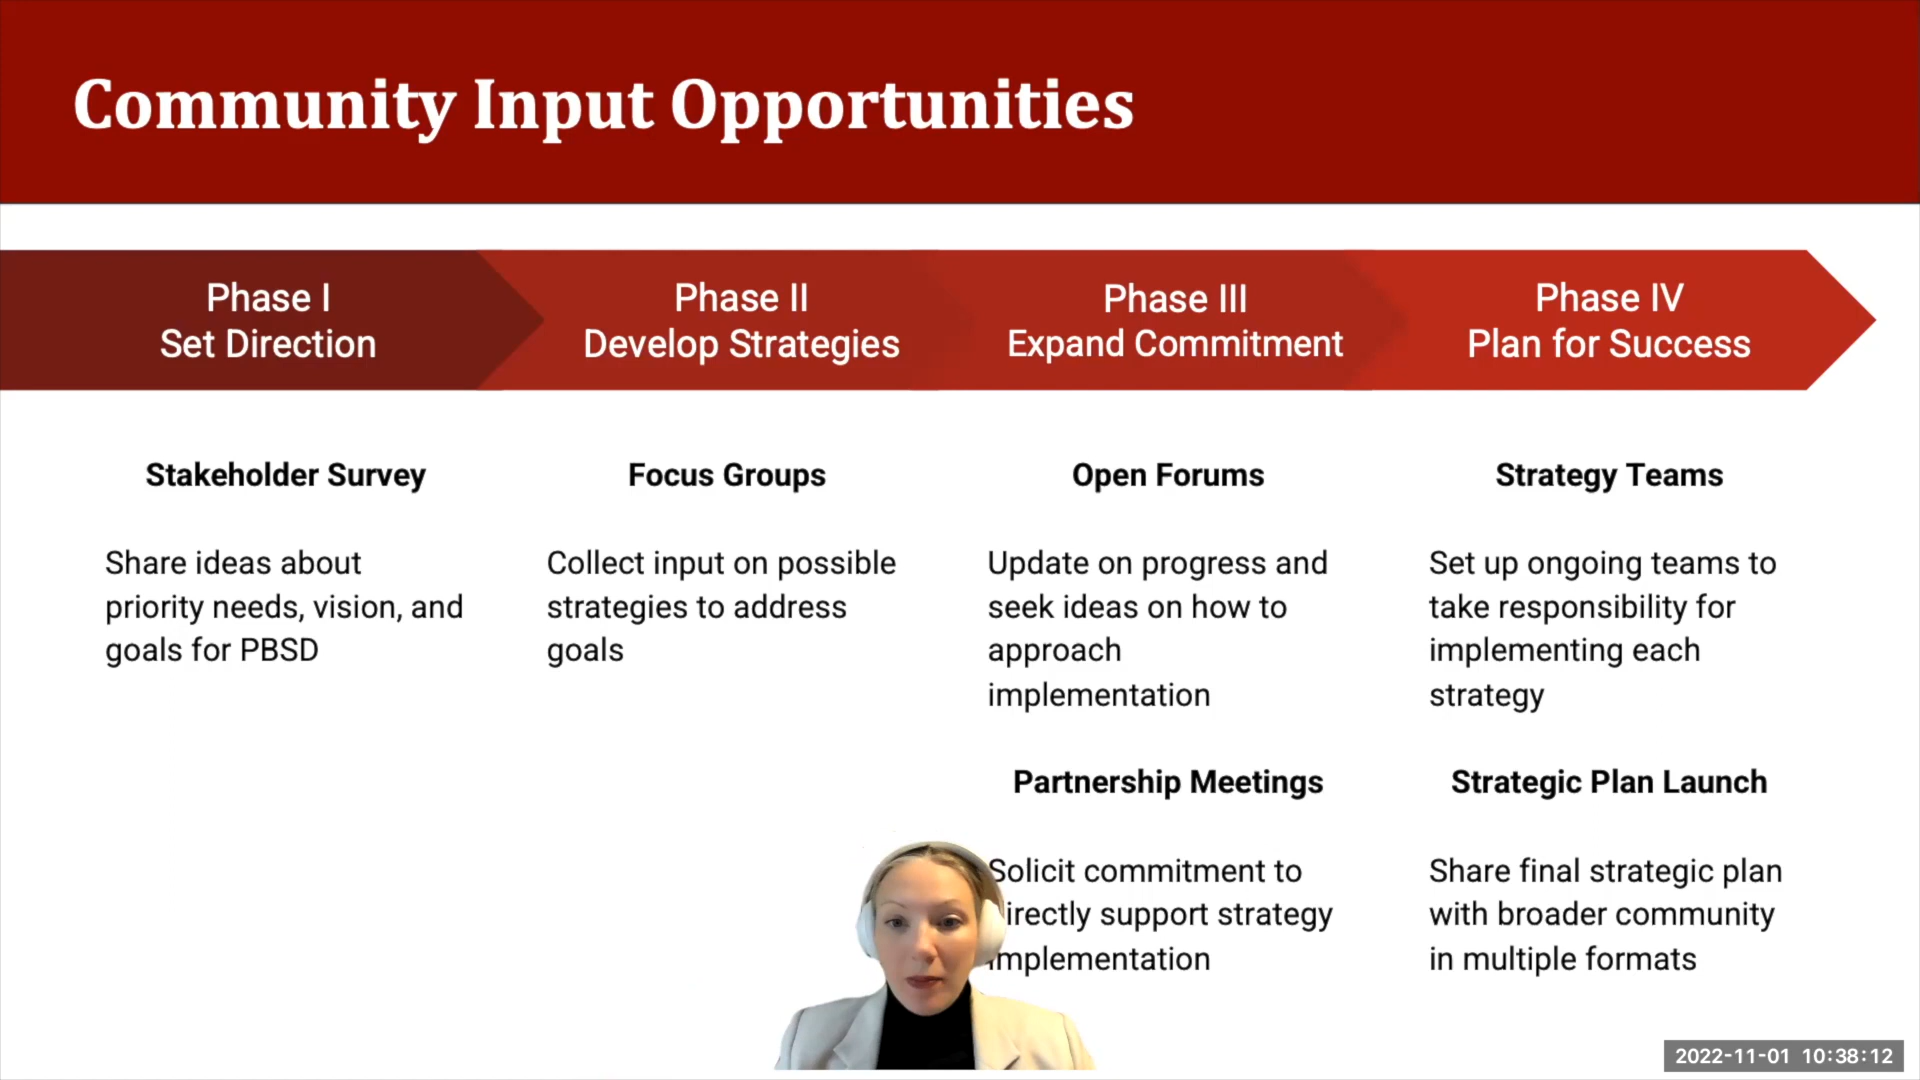 Community Input Opportunities
Phase I
Set Direction
Phase II
Develop Strategies
Phase III
Expand Commitment
Phase IV
Plan for Success
Stakeholder Survey
Share ideas about
priority needs, vision, and
goals for PBSD
Focus Groups
Collect input on possible
strategies to address
goals
Open Forums
Update on progress and
seek ideas on how to
approach
implementation
Partnership Meetings
Solicit commitment to
directly support strategy
implementation
Strategy Teams
Set up ongoing teams to
take responsibility for
implementing each
strategy
Strategic Plan Launch
Share final strategic plan
with broader community
in multiple formats
2022-11-01 10:38:12